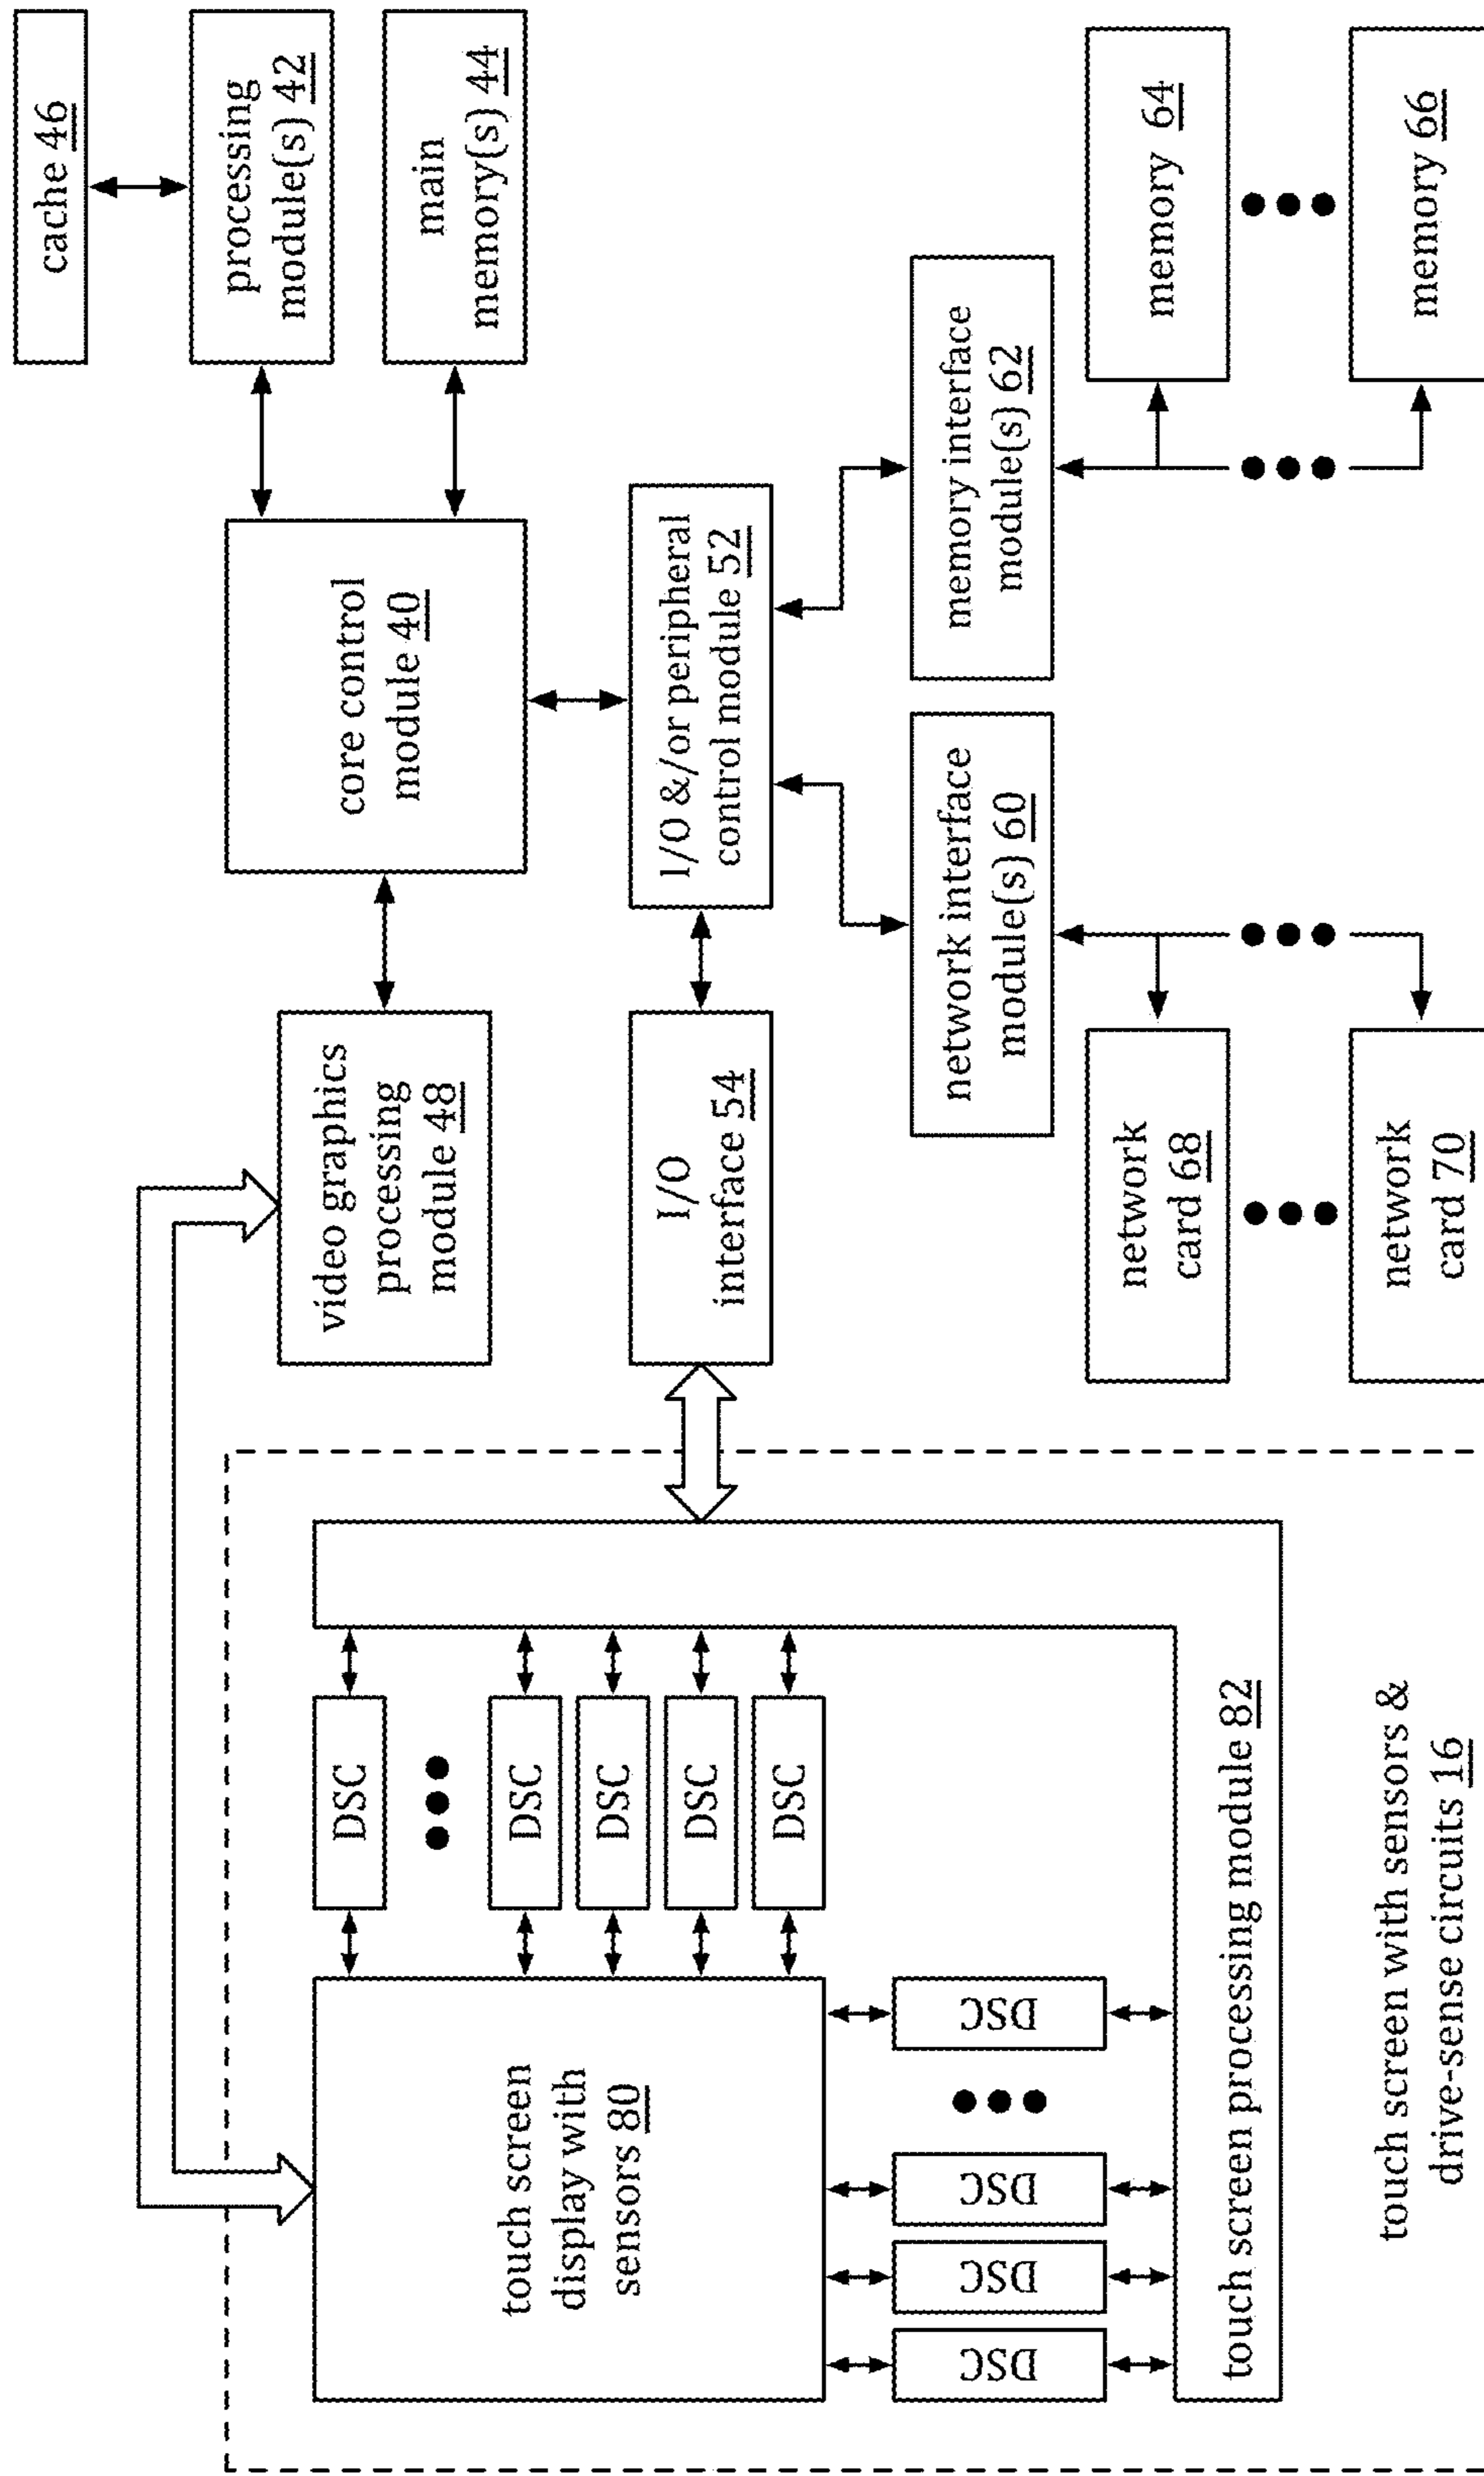 cache 46
processing
module(s) 42
main
memory(s) 44
core control
module 40
video graphics
processing
module 48
I/O &/or peripheral
control module 52
I/O
interface 54
memory interface
module(s) 62
network interface
module(s) 60
memory 64
memory 66
network
card 68
network
card 70
touch screen
display with
sensors 80
DSC
DSC
DSC
DSC
DSC
DSC
DSC
DSC
DSC
touch screen processing module 82
touch screen with sensors &
drive-sense circuits 16